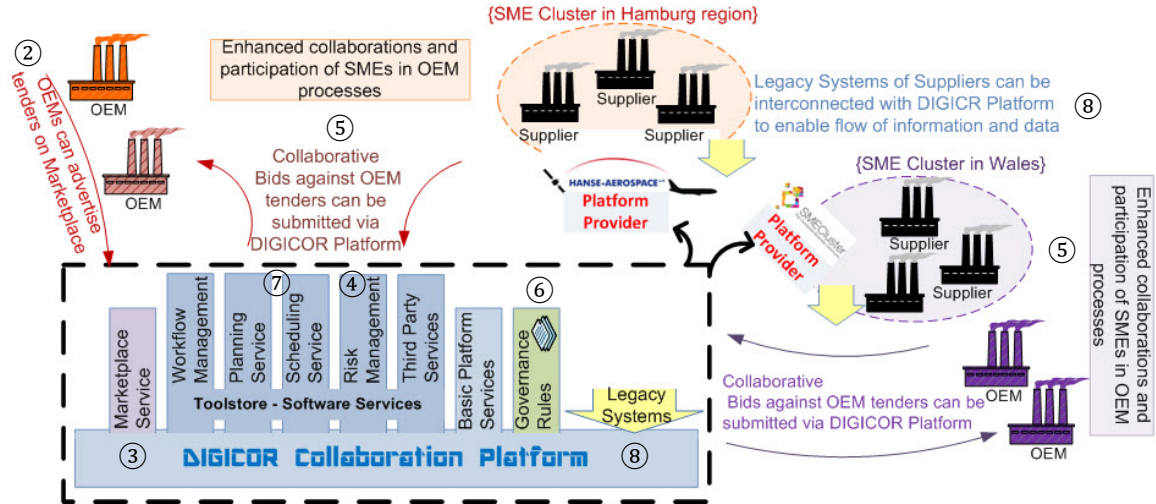 {SME Cluster in Hamburg region}
②
OEMs can advertise
tenders on Marketplace
OEM
OEM
Enhanced collaborations and
participation of SMEs in OEM
processes
⑤
Collaborative
Bids against OEM
tenders can be
submitted via
DIGICOR Platform
Supplier
Supplier
Supplier
Legacy Systems of Suppliers can be
interconnected with DIGICR Platform
to enable flow of information and data
⑧
HANSE-AEROSPACE
Platform
Provider
{SME Cluster in Wales}
SMECluster
Platform
Provider
Supplier
Supplier
⑤
Enhanced collaborations and
participation of SMEs in OEM
processes
Marketplace
Service
Workflow
Management
⑦
Planning
Service
Scheduling
Service
④
Risk
Management
Third Party
Services
Basic Platform
Services
⑥
Governance
Rules
Toolstore - Software Services
Legacy
Systems
③
DIGICOR Collaboration Platform
⑧
Collaborative
Bids against OEM tenders can be
submitted via DIGICOR Platform
OEM
OEM